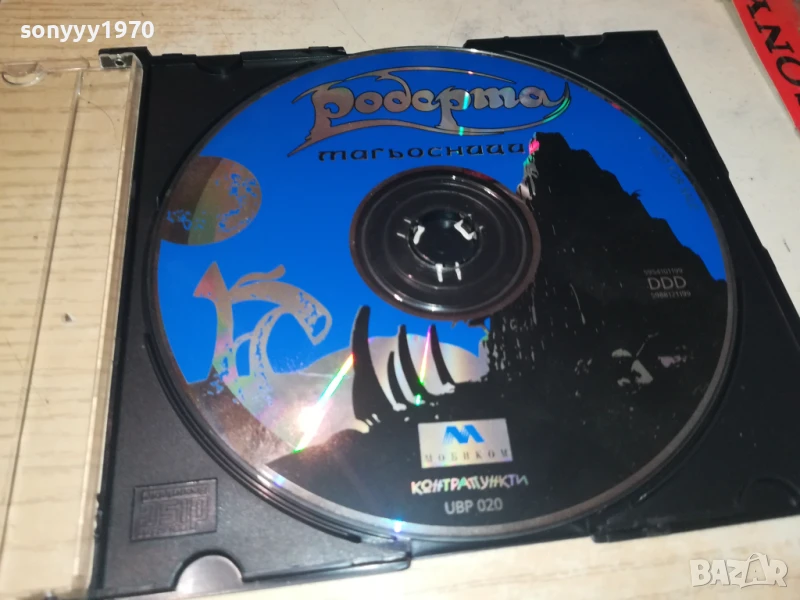 sonyyy1970
Родерта
магьосници
DDD
М
МОБИКОМ
КОНТРАПУНКТИ
UBP 020
BAZAR